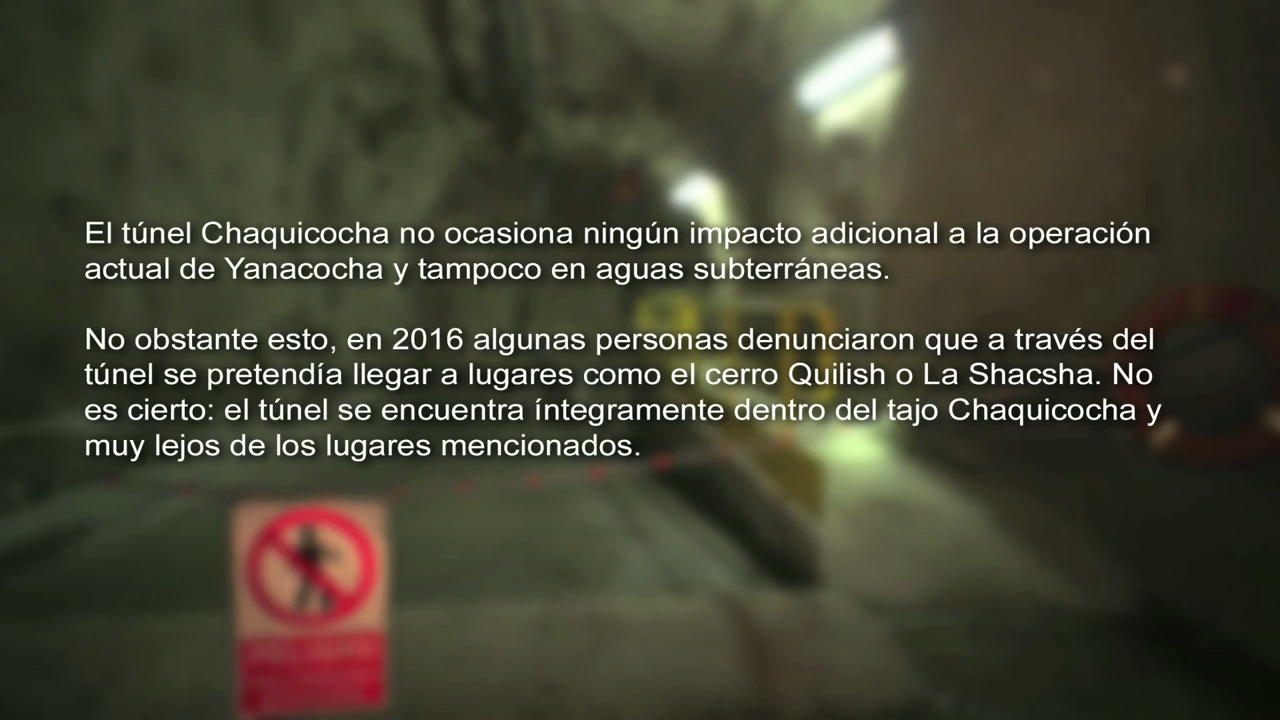 El túnel Chaquicocha no ocasiona ningún impacto adicional a la operación
actual de Yanacocha y tampoco en aguas subterráneas.
No obstante esto, en 2016 algunas personas denunciaron que a través del
túnel se pretendía llegar a lugares como el cerro Quilish o La Shacsha. No
es cierto: el túnel se encuentra íntegramente dentro del tajo Chaquicocha y
muy lejos de los lugares mencionados.